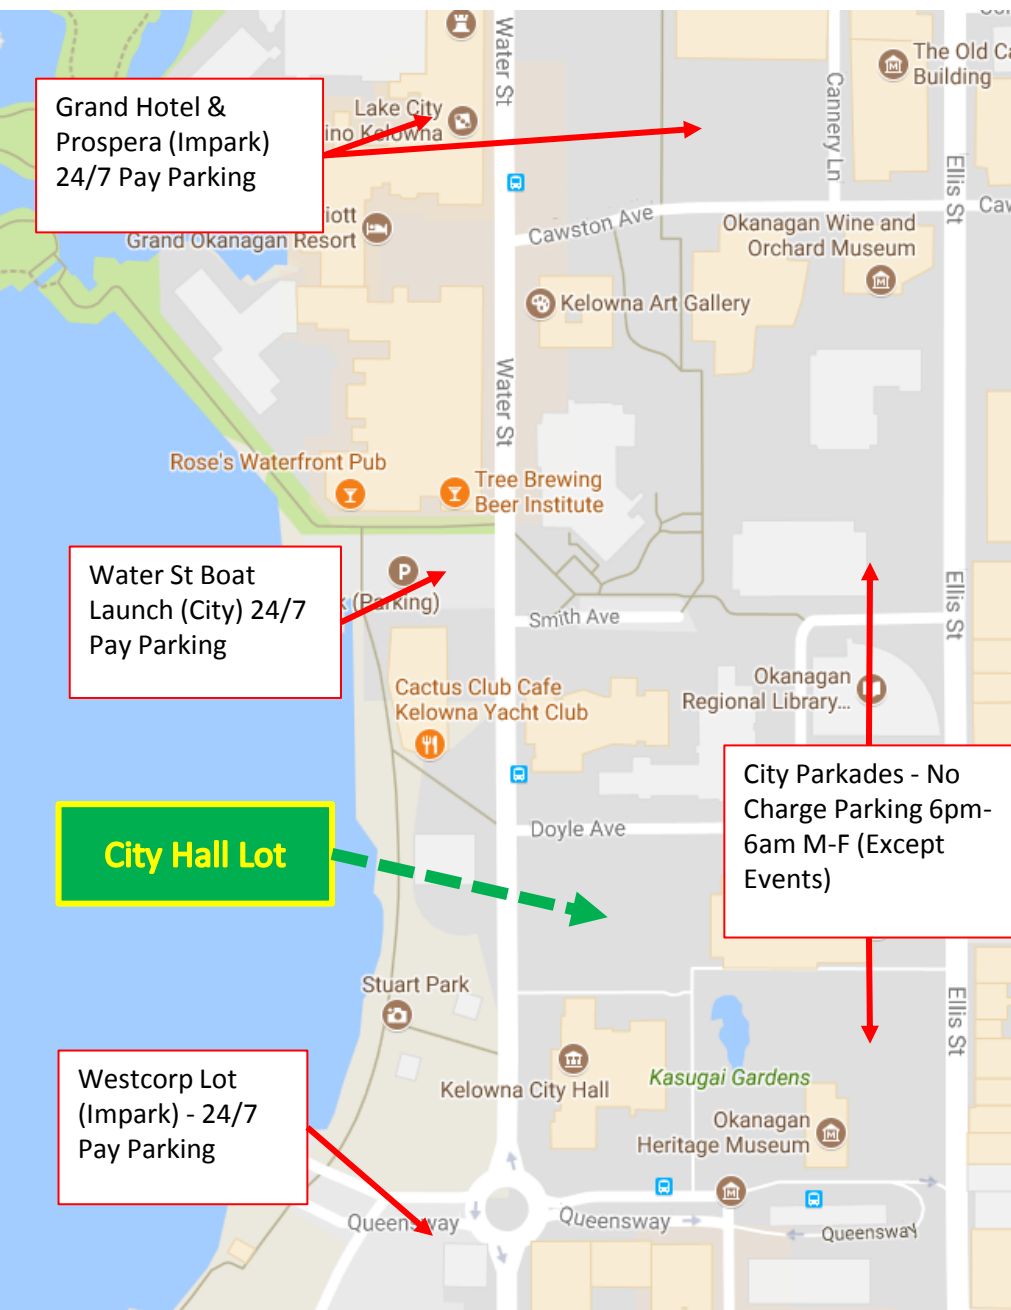 Water St
The Old Ca
Building
Grand Hotel &
Prospera (Impark)
24/7 Pay Parking
Lake City
ino Kelowna
Cannery Ln
Ellis St
iott
Grand Okanagan Resort
Cawston Ave
Caw
Okanagan Wine and
Orchard Museum
Kelowna Art Gallery
Water St
Rose's Waterfront Pub
Tree Brewing
Beer Institute
Water St Boat
Launch (City) 24/7
Pay Parking
P
k (Parking)
Smith Ave
Ellis St
Okanagan
Regional Library...
Cactus Club Cafe
Kelowna Yacht Club
City Parkades - No
Charge Parking 6pm-
6am M-F (Except
Events)
City Hall Lot
Doyle Ave
Stuart Park
Ellis St
Westcorp Lot
(Impark) - 24/7
Pay Parking
Kelowna City Hall
Kasugai Gardens
Okanagan
Heritage Museum
Queensway
Queensway
Queensway